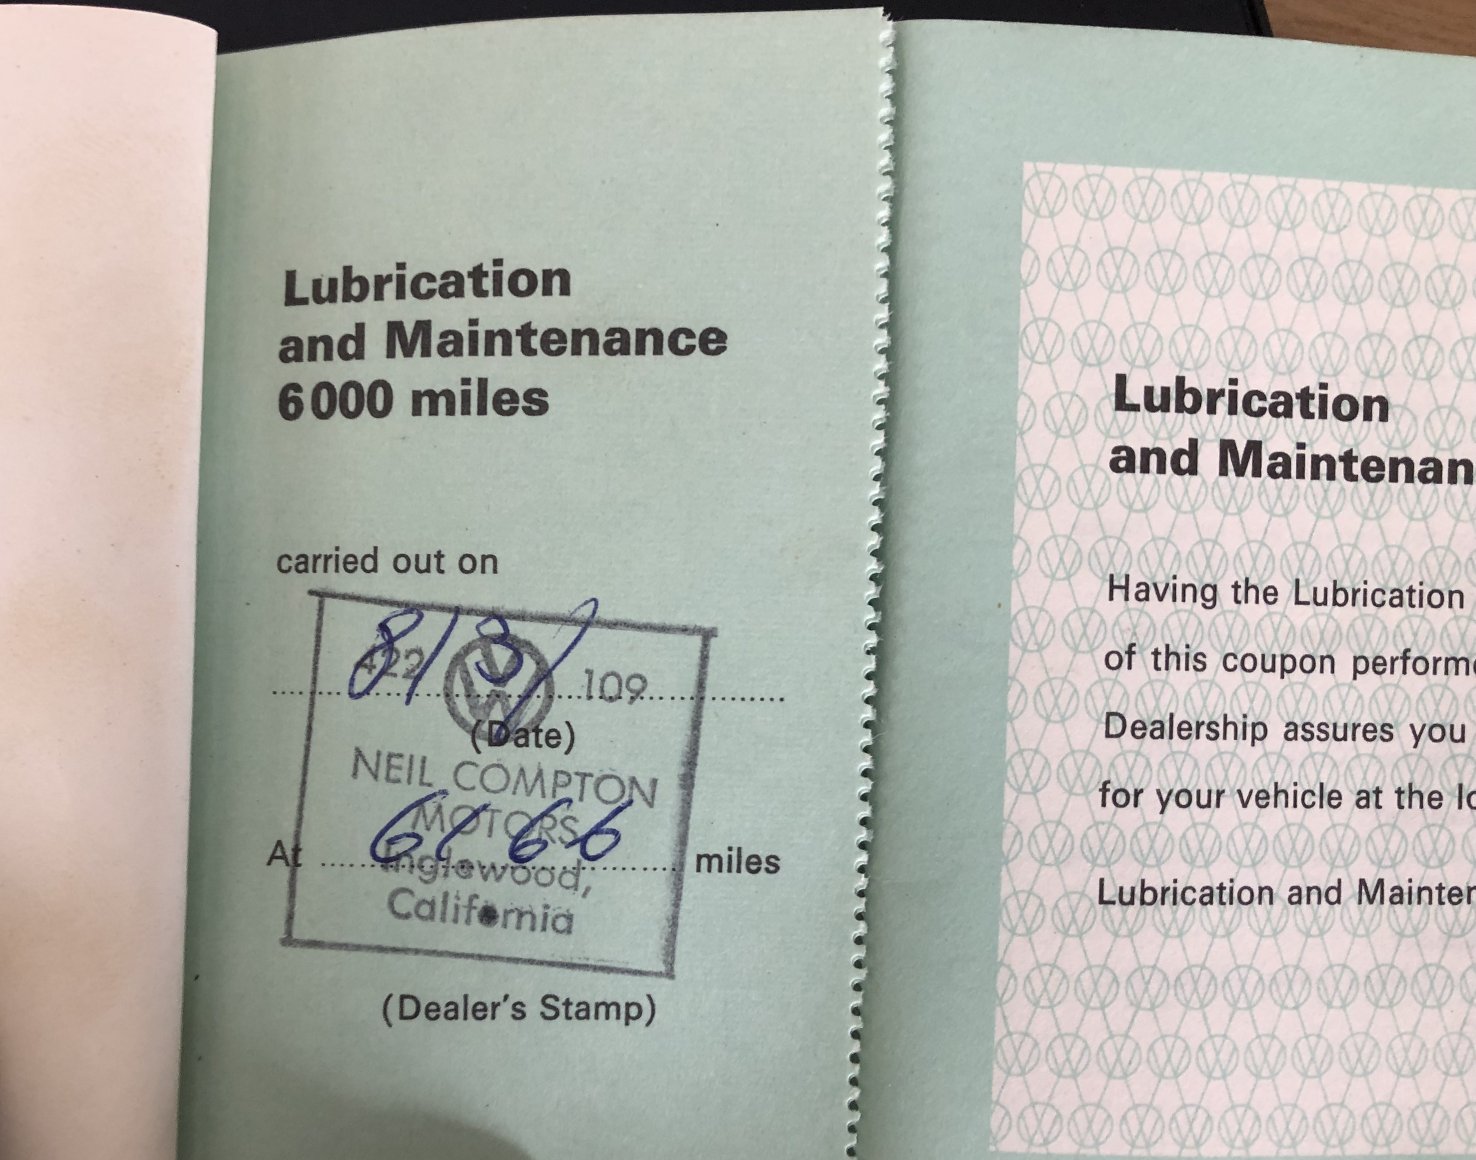 Lubrication
and Maintenance
6000 miles
carried out on
8/3/
422 109
(Date)
NEIL COMPTON
MOTORS
At 6166 miles
Inglewood,
California
(Dealer's Stamp)
Lubrication
and Maintenan
Having the Lubrication
of this coupon perform
Dealership assures you
for your vehicle at the
Lubrication and Mainten